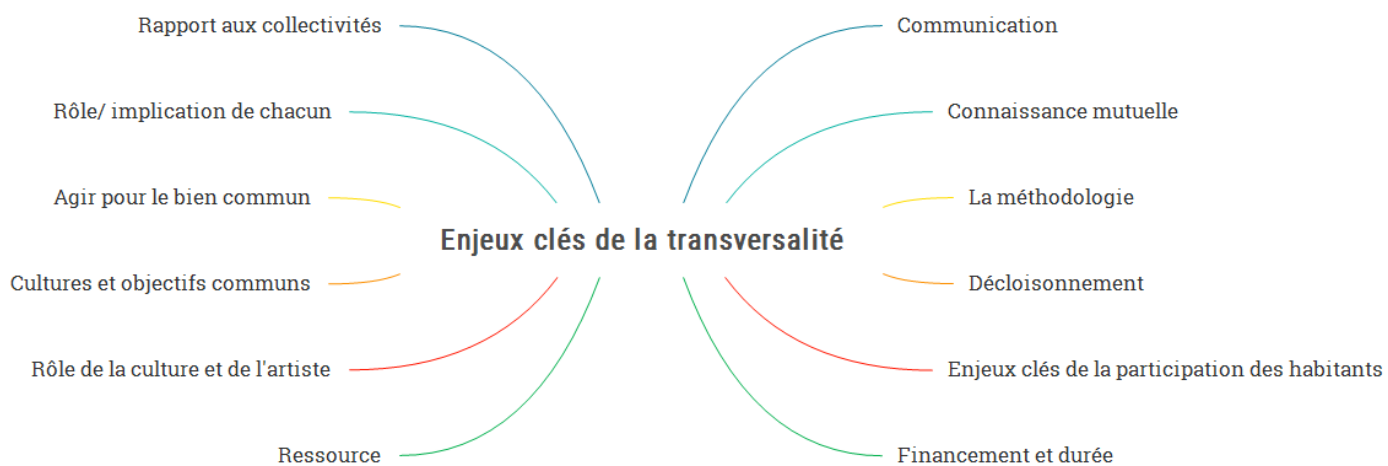 Rapport aux collectivités
Communication
Rôle/ implication de chacun
Connaissance mutuelle
Agir pour le bien commun
La méthodologie
Enjeux clés de la transversalité
Cultures et objectifs communs
Décloisonnement
Rôle de la culture et de l'artiste
Enjeux clés de la participation des habitants
Ressource
Financement et durée